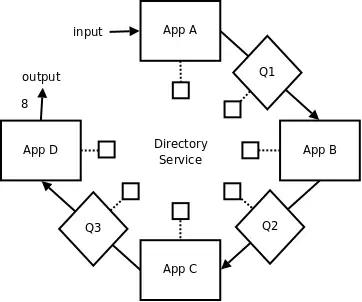 input
App A
Q1
output
8
App D
Directory
Service
App B
Q3
Q2
App C